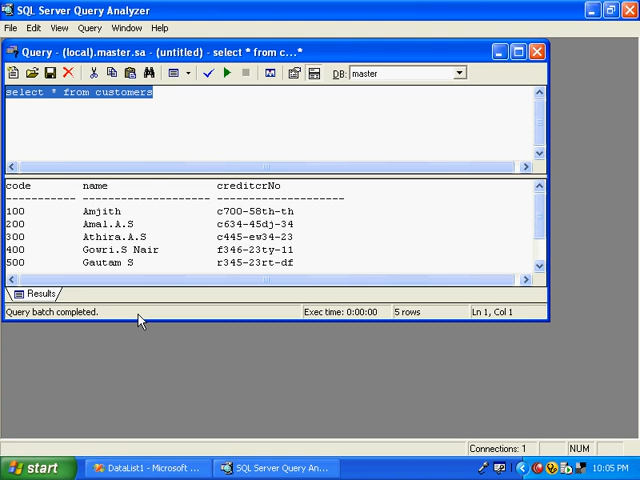 SQL Server Query Analyzer
File Edit View Query Window Help
Query - (local).master.sa - (untitled) - select * from c...*
DB: master
select * from customers
code name creditcrNo
----------- -------------------- --------------------
100 Amjith c700-58th-th
200 Amal.A.S c634-45dj-34
300 Athira.A.S c445-ew34-23
400 Gowri.S Nair f346-23ty-11
500 Gautam S r345-23rt-df
Results
Query batch completed. Exec time: 0:00:00 5 rows Ln 1, Col 1
Connections: 1 NUM
start DataList1 - Microsoft ... SQL Server Query An... 10:05 PM